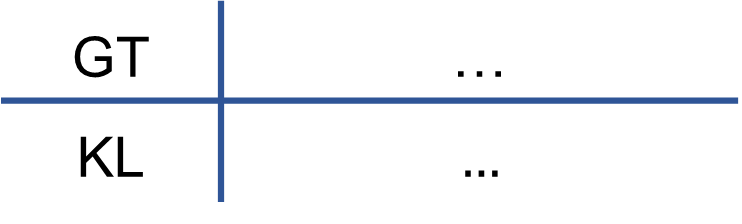 GT …
KL ...